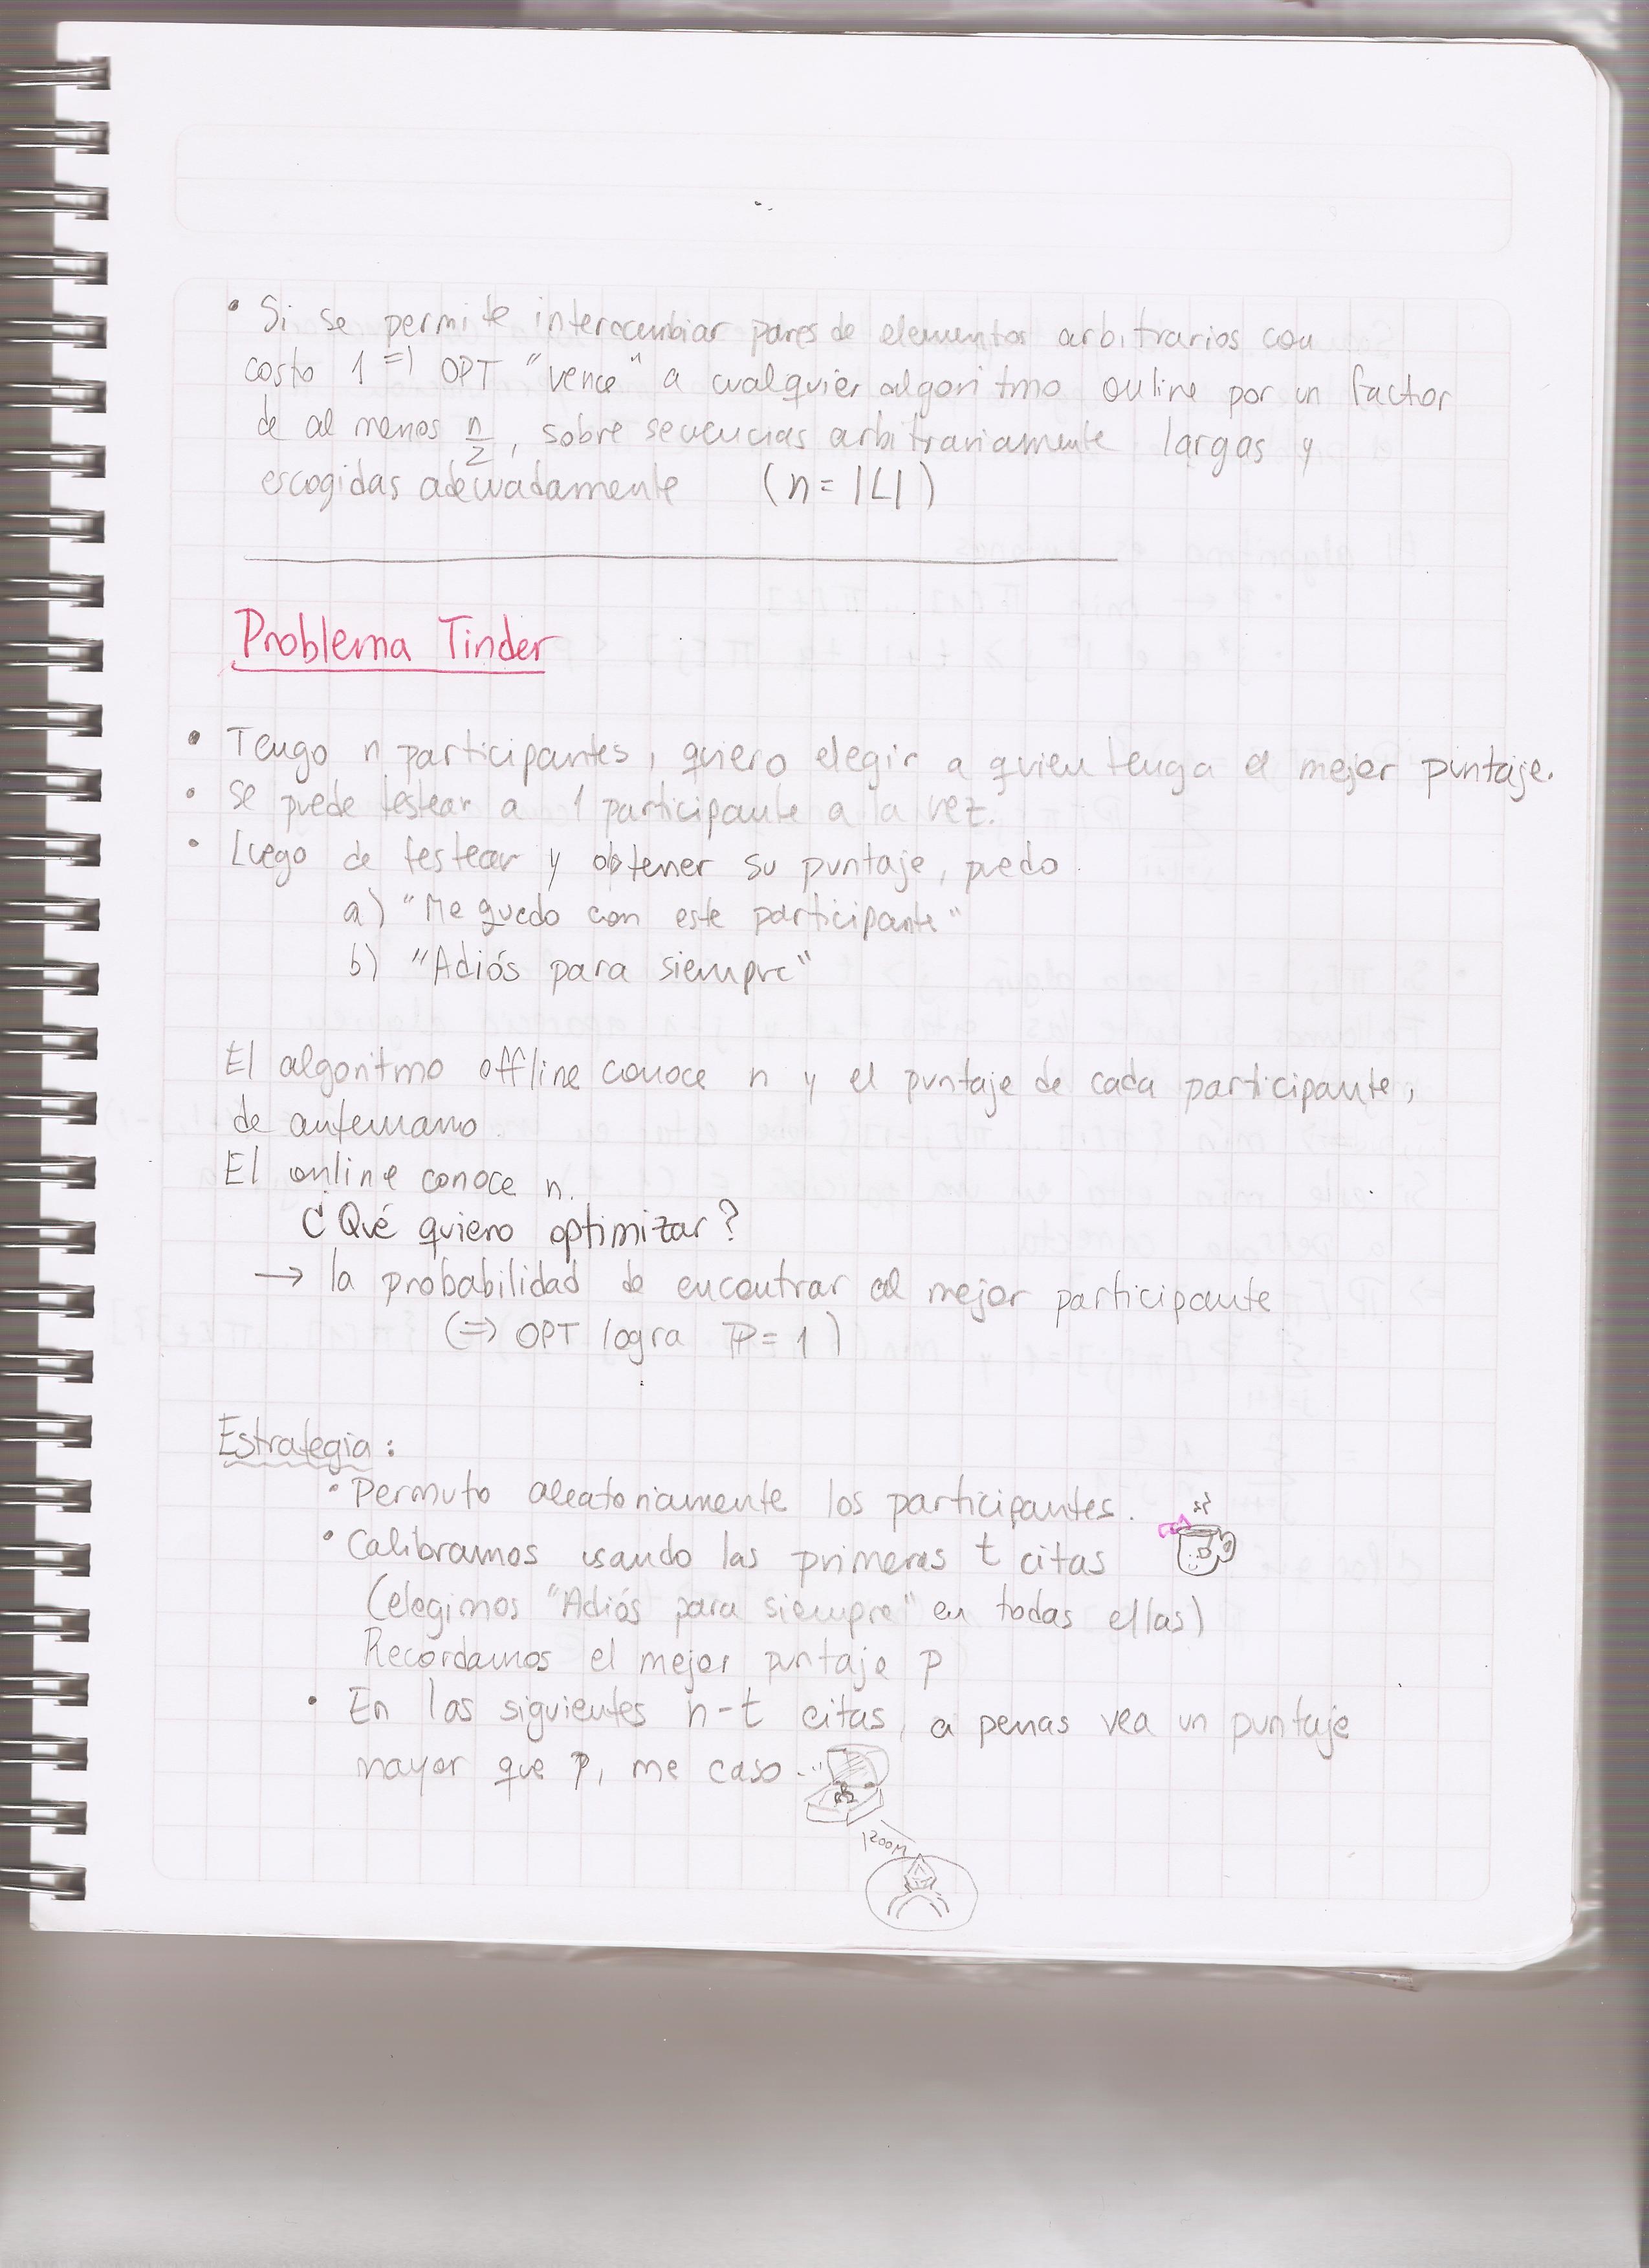 • Si se permite intercambiar pares de elementos arbitrarios con
costo 1 => OPT "vence" a cualquier algoritmo online por un factor
de al menos n/2, sobre secuencias arbitrariamente largas y
escogidas adecuadamente (n = |L|)
Problema Tinder
• Tengo n participantes, quiero elegir a quien tenga el mejor puntaje.
• Se puede testear a 1 participante a la vez.
• Luego de testear y obtener su puntaje, puedo
a) "Me quedo con este participante"
b) "Adiós para siempre"
El algoritmo offline conoce n y el puntaje de cada participante,
de antemano.
El online conoce n.
¿Qué quiero optimizar?
→ la probabilidad de encontrar al mejor participante
(=> OPT logra ℙ = 1)
Estrategia:
• Permuto aleatoriamente los participantes.
• Calibramos usando las primeras t citas
(elegimos "Adiós para siempre" en todas ellas)
Recordamos el mejor puntaje p
• En las siguientes n-t citas, a penas vea un puntaje
mayor que p, me caso...
ZOOM